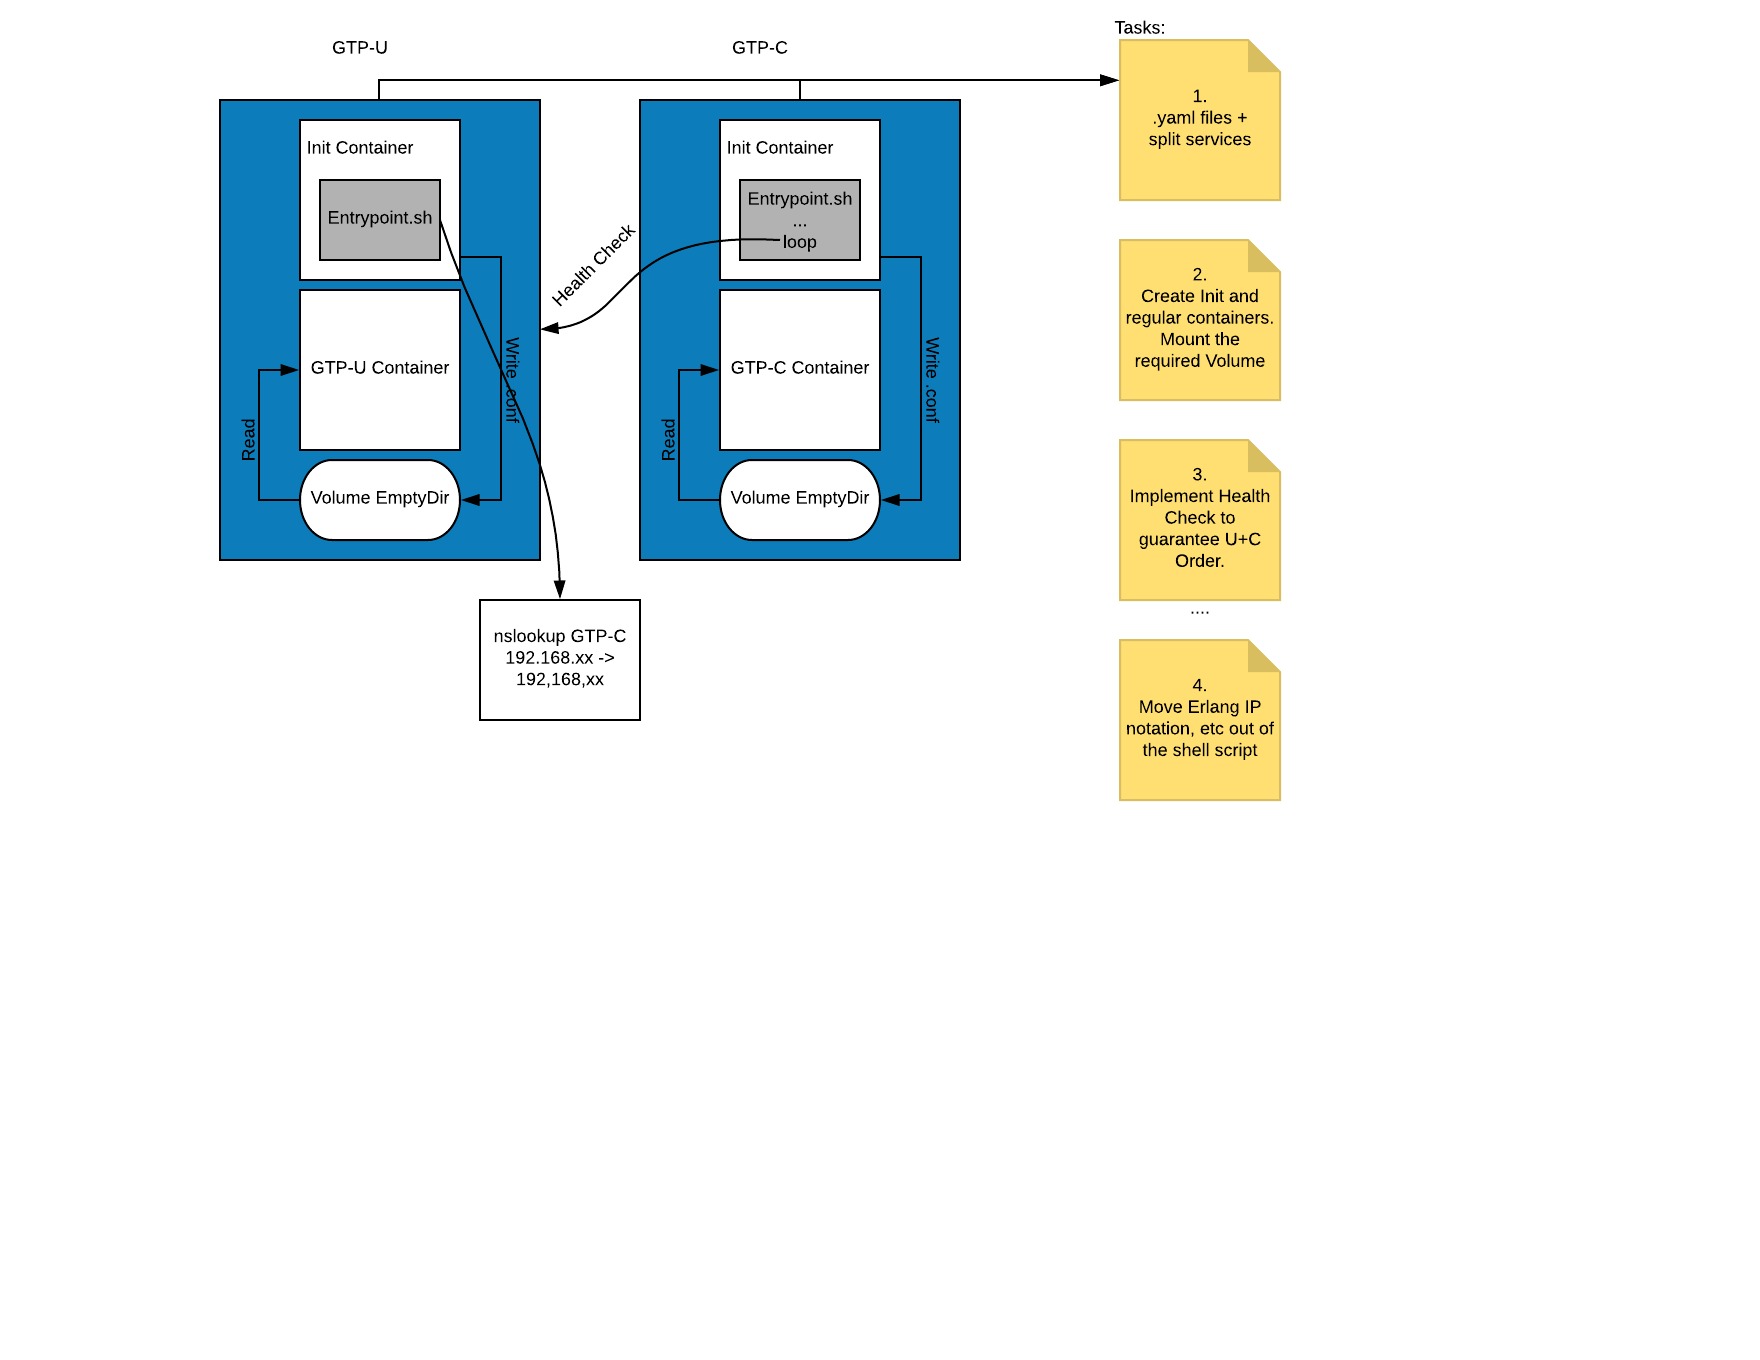 GTP-U
GTP-C
Tasks:
Init Container
Entrypoint.sh
GTP-U Container
Volume EmptyDir
Read
Write .conf
Health Check
Init Container
Entrypoint.sh
...
loop
GTP-C Container
Volume EmptyDir
Read
Write .conf
nslookup GTP-C
192.168.xx ->
192,168,xx
1.
.yaml files +
split services
2.
Create Init and
regular containers.
Mount the
required Volume
3.
Implement Health
Check to
guarantee U+C
Order.
....
4.
Move Erlang IP
notation, etc out of
the shell script